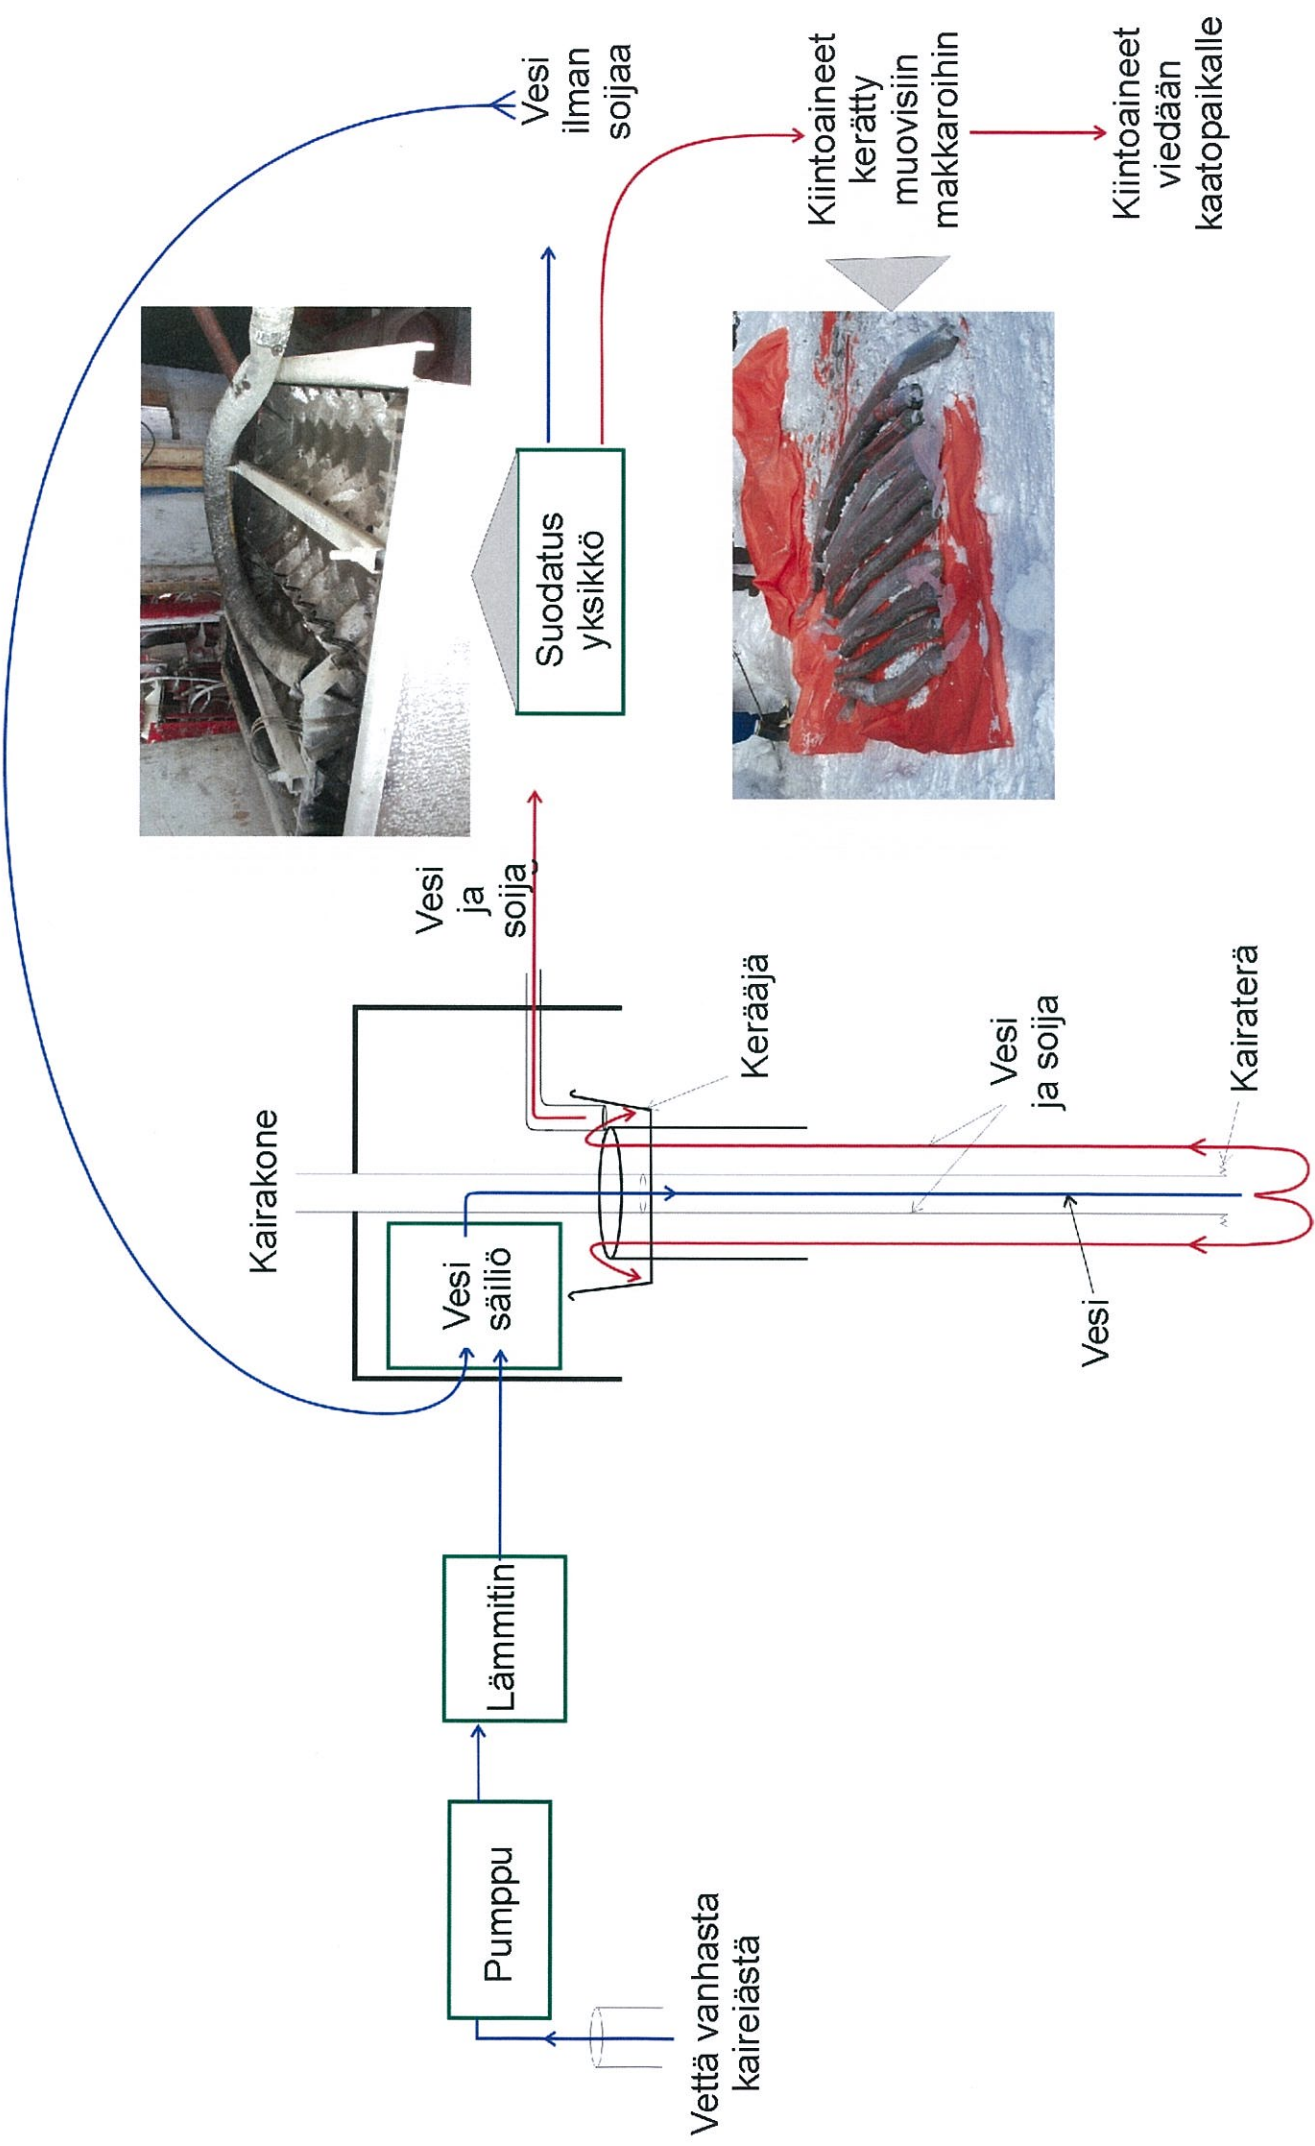 Vettä vanhasta
kaireiästä
Pumppu
Lämmitin
Kairakone
Vesi
säiliö
Vesi
ja
soija
Kerääjä
Vesi
ja soija
Kairaterä
Vesi
Suodatus
yksikkö
Vesi
ilman
soijaa
Kiintoaineet
kerätty
muovisiin
makkaroihin
Kiintoaineet
viedään
kaatopaikalle